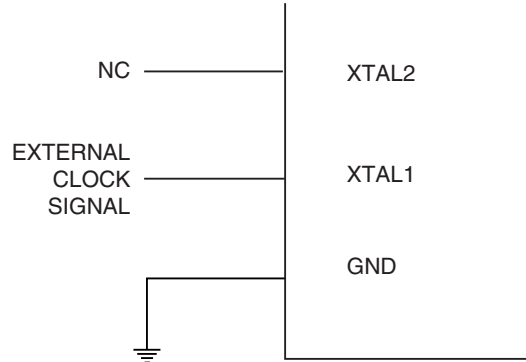 NC
XTAL2
EXTERNAL
CLOCK
SIGNAL
XTAL1
GND